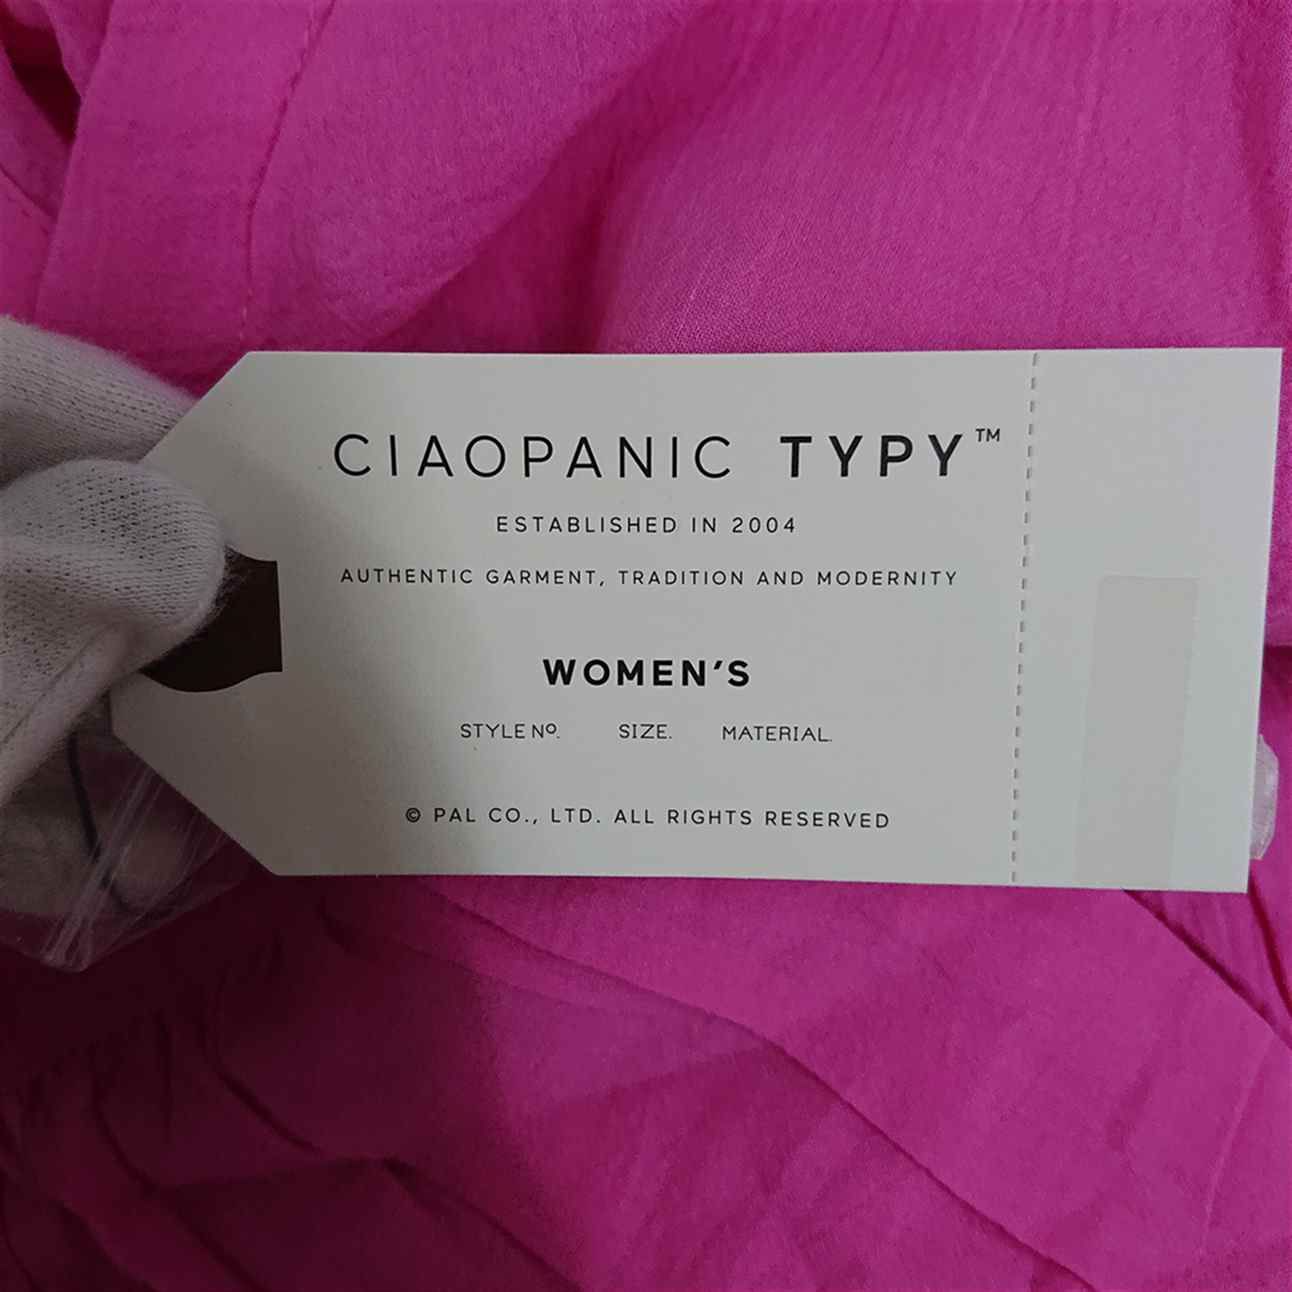 CIAOPANIC TYPY™
ESTABLISHED IN 2004
AUTHENTIC GARMENT, TRADITION AND MODERNITY
WOMEN'S
STYLE Nº. SIZE. MATERIAL.
© PAL CO., LTD. ALL RIGHTS RESERVED